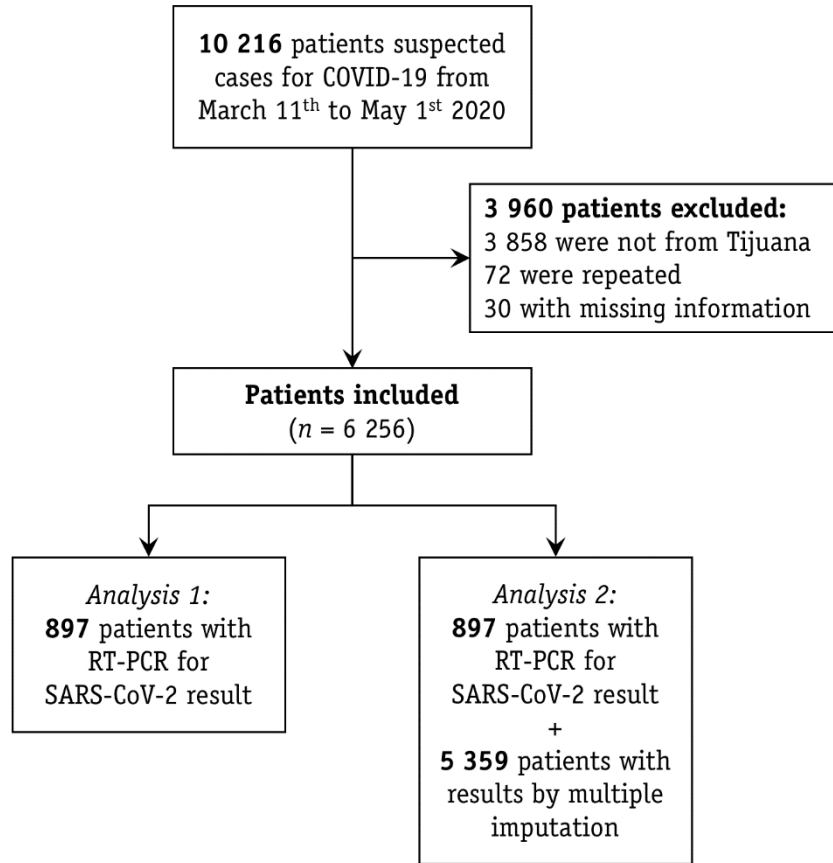 10 216 patients suspected
cases for COVID-19 from
March 11th to May 1st 2020
3 960 patients excluded:
3 858 were not from Tijuana
72 were repeated
30 with missing information
Patients included
(n = 6 256)
Analysis 1:
897 patients with
RT-PCR for
SARS-CoV-2 result
Analysis 2:
897 patients with
RT-PCR for
SARS-CoV-2 result
+
5 359 patients with
results by multiple
imputation